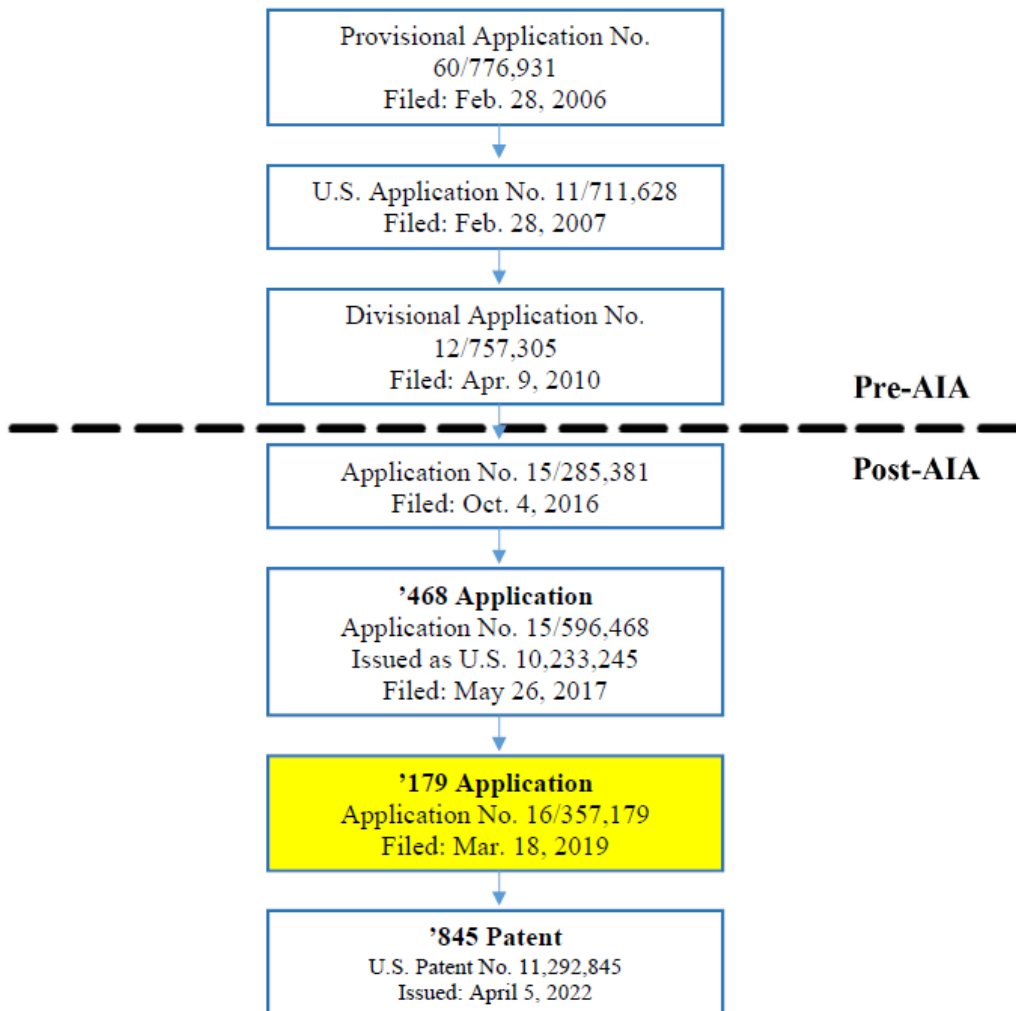 Provisional Application No.
60/776,931
Filed: Feb. 28, 2006
U.S. Application No. 11/711,628
Filed: Feb. 28, 2007
Divisional Application No.
12/757,305
Filed: Apr. 9, 2010
Pre-AIA
Post-AIA
Application No. 15/285,381
Filed: Oct. 4, 2016
’468 Application
Application No. 15/596,468
Issued as U.S. 10,233,245
Filed: May 26, 2017
’179 Application
Application No. 16/357,179
Filed: Mar. 18, 2019
’845 Patent
U.S. Patent No. 11,292,845
Issued: April 5, 2022